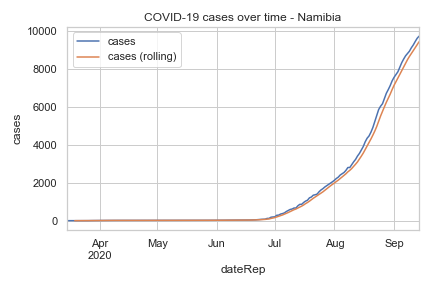 COVID-19 cases over time - Namibia
cases
cases (rolling)
10000
8000
6000
4000
2000
0
cases
Apr
2020
May
Jun
Jul
Aug
Sep
dateRep